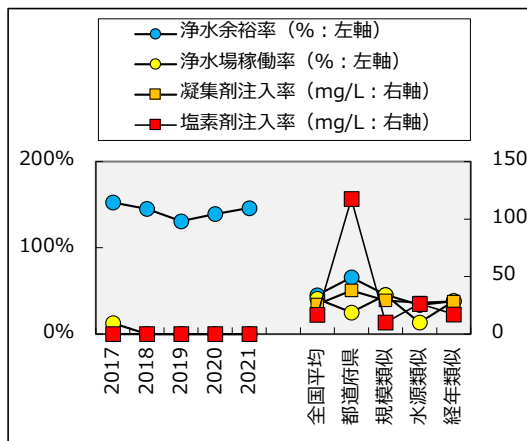 浄水余裕率（%：左軸）
浄水場稼働率（%：左軸）
凝集剤注入率（mg/L：右軸）
塩素剤注入率（mg/L：右軸）
200%
100%
0%
150
100
50
0
2017
2018
2019
2020
2021
全国平均
都道府県
規模類似
水源類似
経年類似